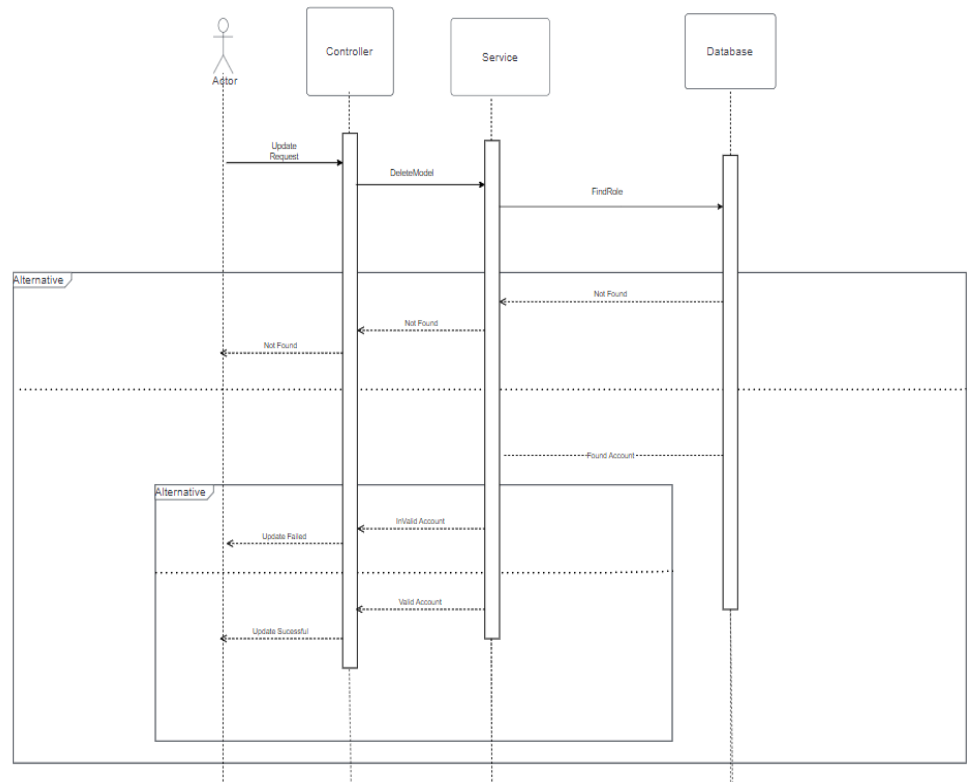 Actor
Controller
Service
Database
Update
Request
DeleteModel
FindRole
Alternative
Not Found
Not Found
Not Found
Found Account
Alternative
InValid Account
Update Failed
Valid Account
Update Sucessful